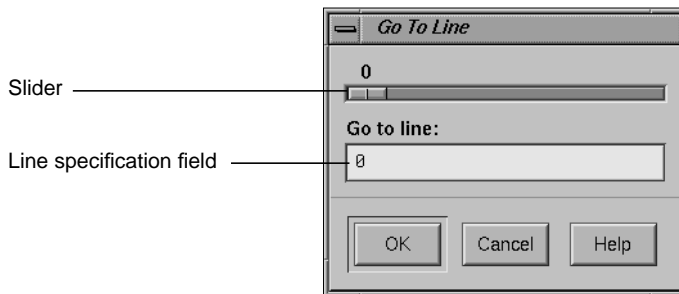 Go To Line
0
Slider
Go to line:
Line specification field
0
OK Cancel Help